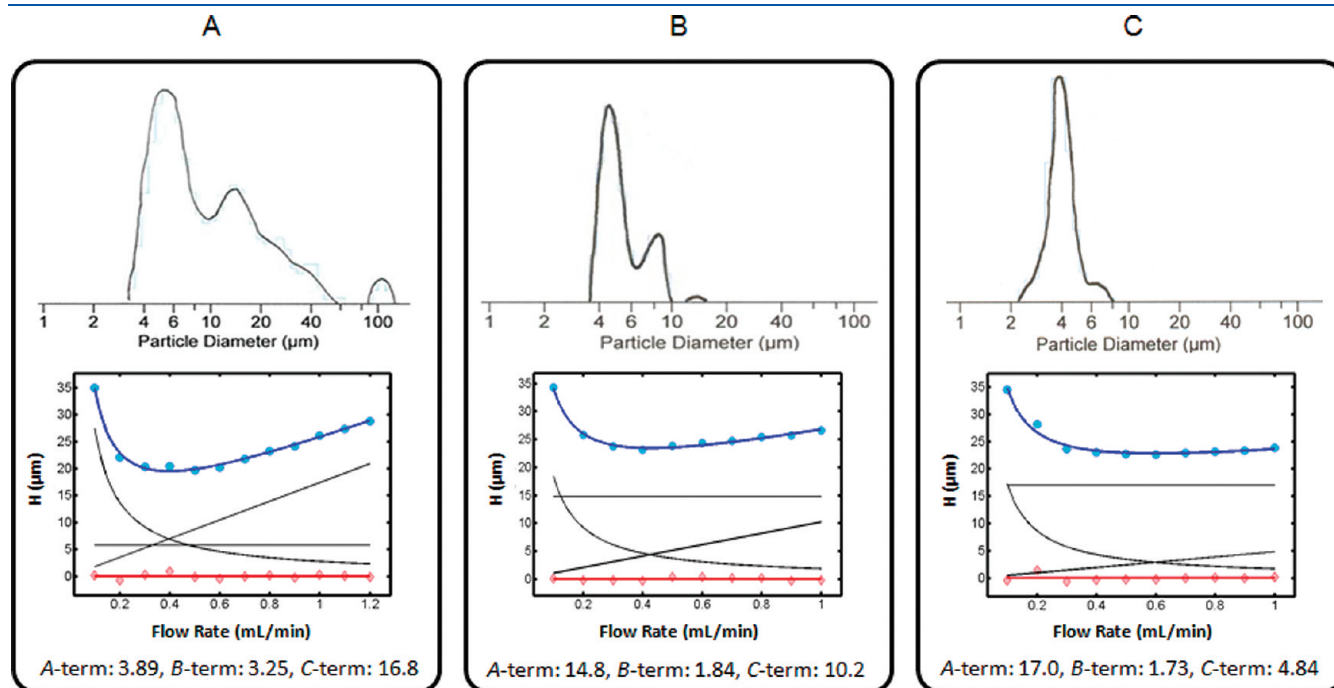 A
B
C
1 2 4 6 10 20 40 100
Particle Diameter (µm)
1 2 4 6 10 20 40 100
Particle Diameter (µm)
1 2 4 6 10 20 40 100
Particle Diameter (µm)
35
30
25
20
15
10
5
0
H (µm)
0.2 0.4 0.6 0.8 1 1.2
Flow Rate (mL/min)
A-term: 3.89, B-term: 3.25, C-term: 16.8
35
30
25
20
15
10
5
0
H (µm)
0.2 0.4 0.6 0.8 1
Flow Rate (mL/min)
A-term: 14.8, B-term: 1.84, C-term: 10.2
35
30
25
20
15
10
5
0
H (µm)
0.2 0.4 0.6 0.8 1
Flow Rate (mL/min)
A-term: 17.0, B-term: 1.73, C-term: 4.84